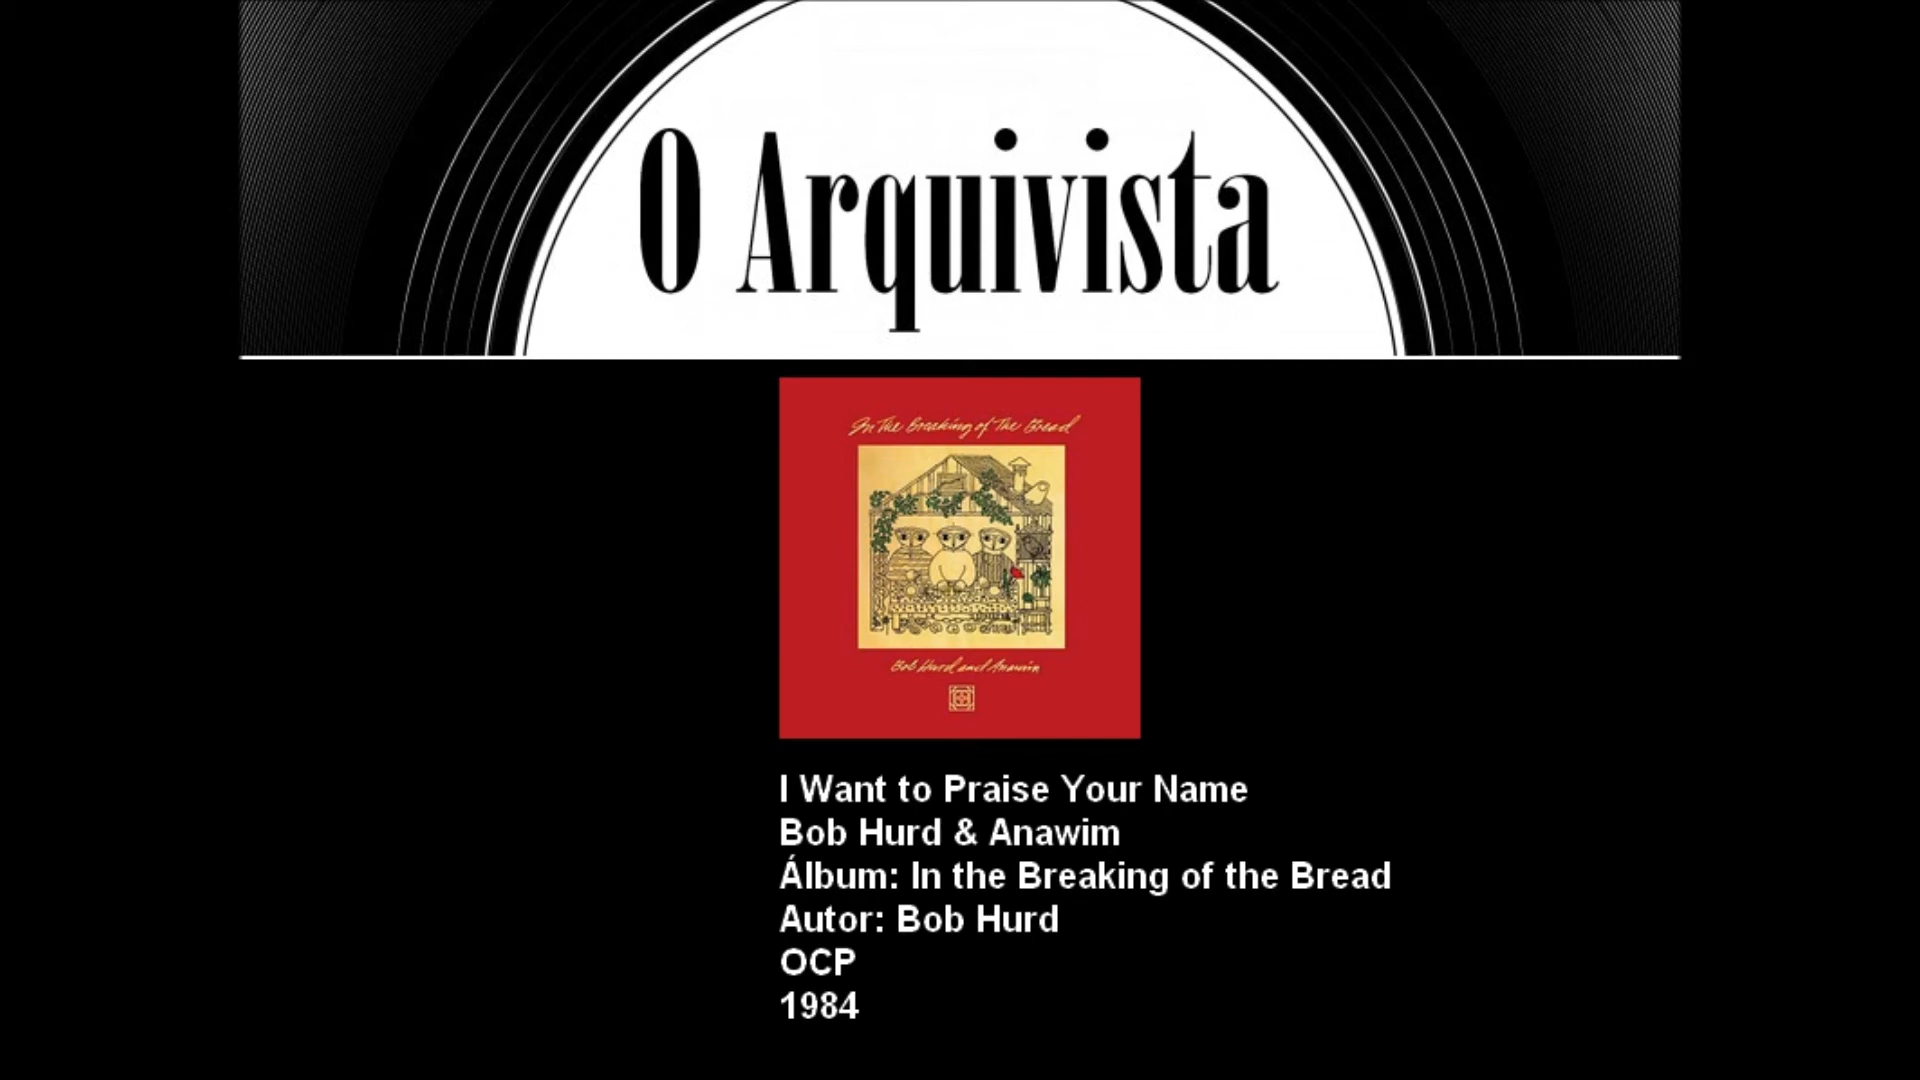 O Arquivista
In The Breaking of The Bread
Bob Hurd and Anawim
I Want to Praise Your Name
Bob Hurd & Anawim
Álbum: In the Breaking of the Bread
Autor: Bob Hurd
OCP
1984